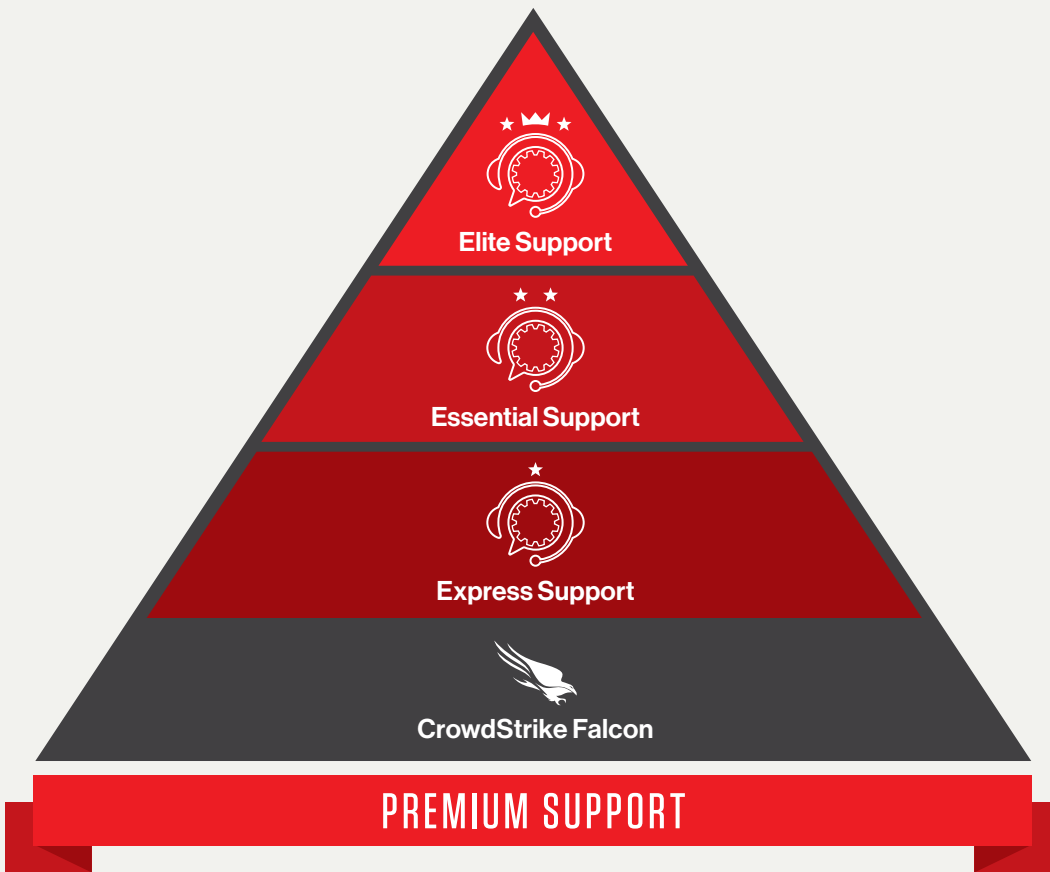 Elite Support
Essential Support
Express Support
CrowdStrike Falcon
PREMIUM SUPPORT